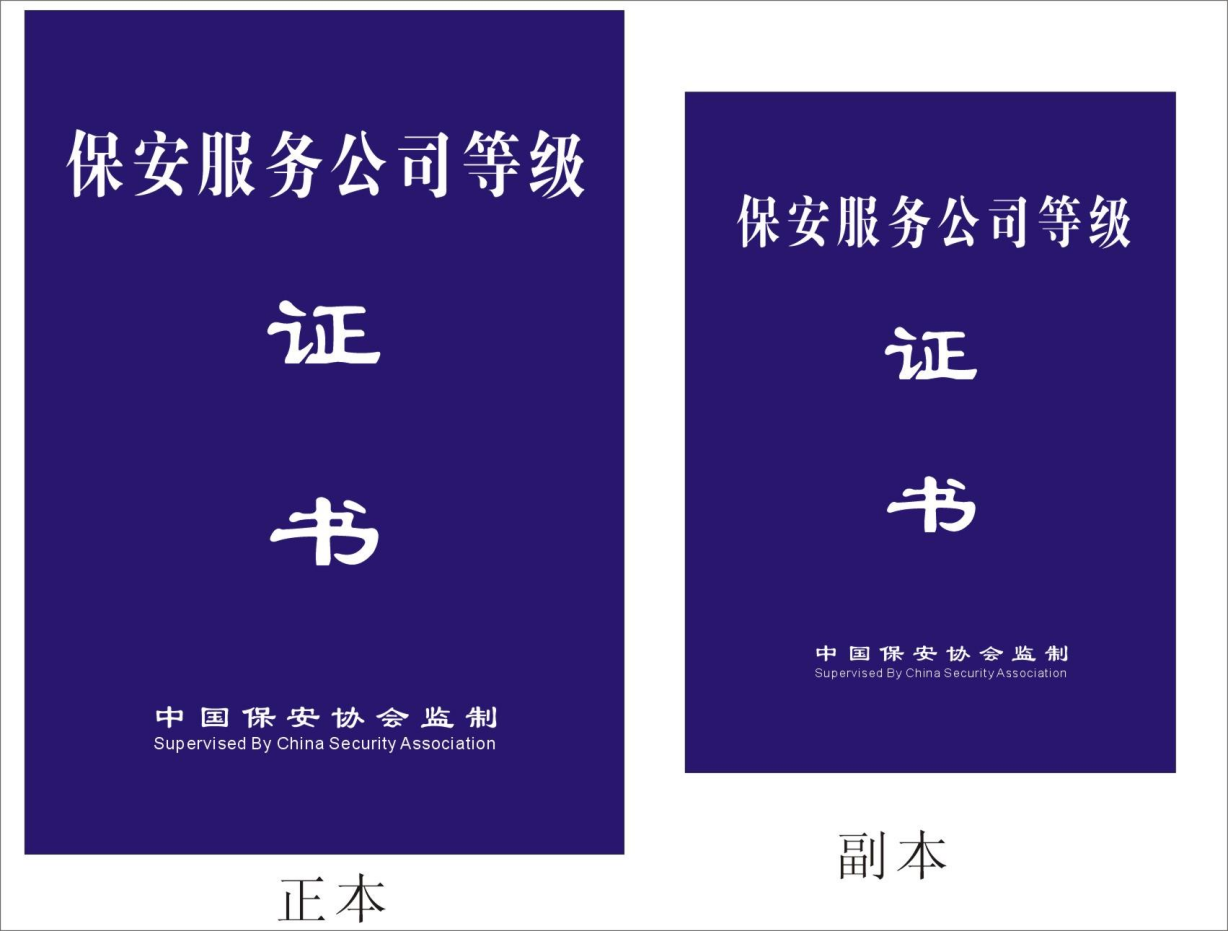 保安服务公司等级
证
书
中国保安协会监制
Supervised By China Security Association
正本
保安服务公司等级
证
书
中国保安协会监制
Supervised By China Security Association
副本